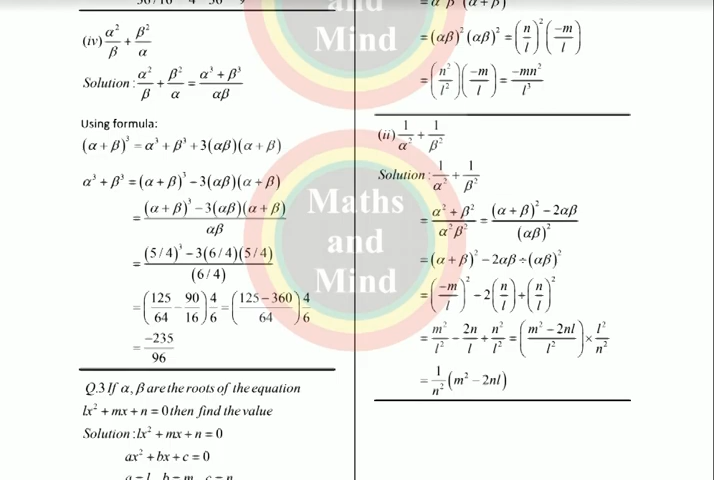 (iv) α²/β + β²/α
Solution: α²/β + β²/α = (α³ + β³)/αβ
Using formula:
(α + β)³ = α³ + β³ + 3(αβ)(α + β)
α³ + β³ = (α + β)³ − 3(αβ)(α + β)
= ((α + β)³ − 3(αβ)(α + β))/αβ
= ((5/4)³ − 3(6/4)(5/4))/(6/4)
= (125/64 − 90/16)4/6 = ((125 − 360)/64)4/6
= −235/96
Q.3 If α, β are the roots of the equation
lx² + mx + n = 0 then find the value
Solution: lx² + mx + n = 0
ax² + bx + c = 0
a = l b = m c = n
= (αβ)²(αβ)² = (n/l)²(−m/l)
= (n²/l²)(−m/l) = −mn²/l³
(ii) 1/α² + 1/β²
Solution: 1/α² + 1/β²
= (α² + β²)/α²β² = ((α + β)² − 2αβ)/(αβ)²
= (α + β)² − 2αβ ÷ (αβ)²
= (−m/l)² − 2(n/l) ÷ (n/l)²
= m²/l² − 2n/l ÷ n²/l² = ((m² − 2nl)/l²) × l²/n²
= 1/n²(m² − 2nl)
and
Mind
Maths
and
Mind